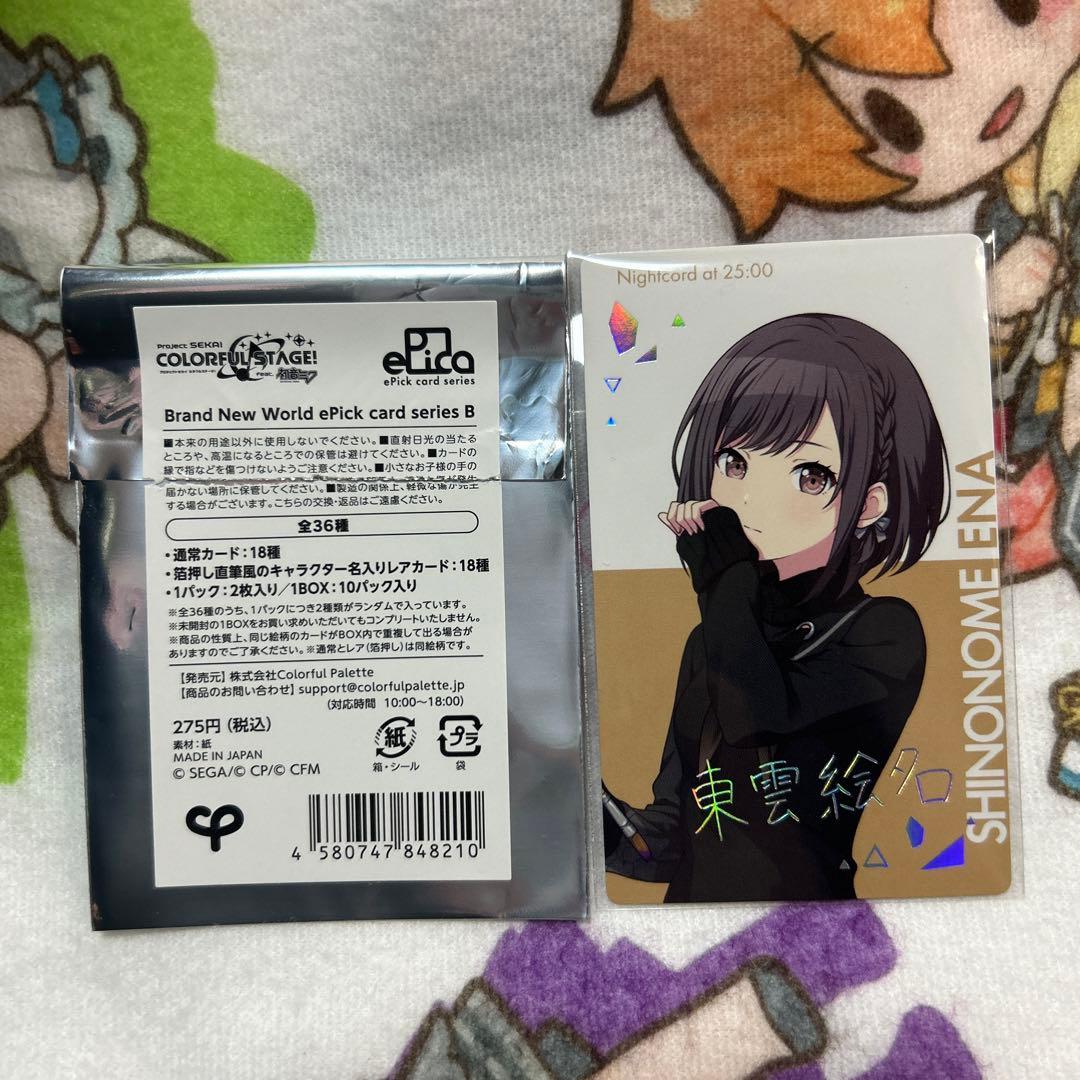 Project SEKAI
COLORFUL STAGE!
feat. 初音ミク
ePica
ePick card series
Brand New World ePick card series B
■本来の用途以外に使用しないでください。■直射日光の当たる
ところや、高温になるところでの保管は避けてください。■カードの
縁で指などを傷つけないようご注意ください。■小さなお子様の手の
届かない場所に保管してください。■製造の関係上、軽微な傷が発生
する場合がございます。こちらの交換・返品はご遠慮ください。
全36種
・通常カード:18種
・箔押し直筆風のキャラクター名入りレアカード:18種
・1パック:2枚入り/1BOX:10パック入り
※全36種のうち、1パックにつき2種類がランダムで入っています。
※未開封の1BOXをお買い求めいただいてもコンプリートいたしません。
※商品の性質上、同じ絵柄のカードがBOX内で重複して出る場合が
ありますのでご了承ください。※通常とレア(箔押し)は同絵柄です。
【発売元】株式会社Colorful Palette
【商品のお問い合わせ】support@colorfulpalette.jp
(対応時間 10:00〜18:00)
275円(税込)
素材:紙
MADE IN JAPAN
© SEGA/© CP/© CFM
紙
箱・シール
プラ
袋
4 580747 848210
Nightcord at 25:00
SHINONOME ENA
東雲絵名